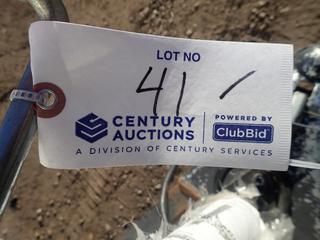 LOT NO
41
CENTURY AUCTIONS
POWERED BY
ClubBid
A DIVISION OF CENTURY SERVICES